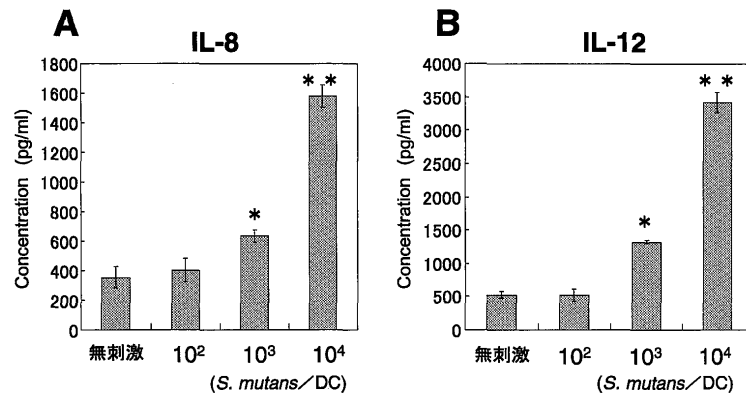 A
IL-8
Concentration (pg/ml)
1800
1600
1400
1200
1000
800
600
400
200
0
*
**
無刺激 10² 10³ 10⁴
(S. mutans/DC)
B
IL-12
Concentration (pg/ml)
4000
3500
3000
2500
2000
1500
1000
500
0
*
**
無刺激 10² 10³ 10⁴
(S. mutans/DC)